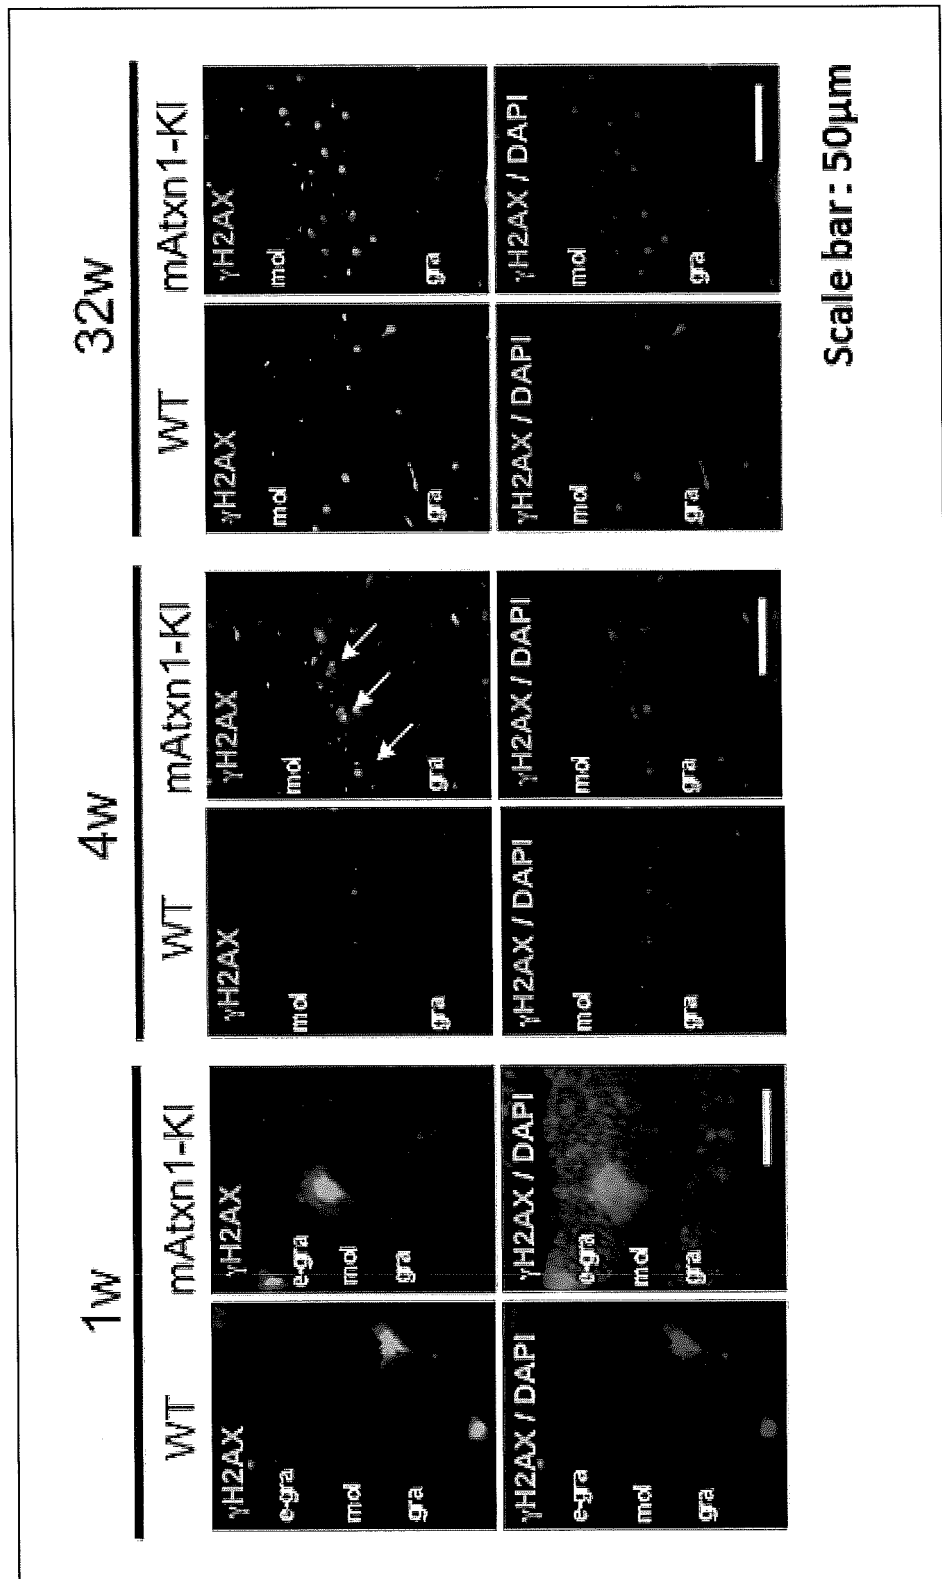 1w
4w
32w
WT
mAtxn1-KI
WT
mAtxn1-KI
WT
mAtxn1-KI
γH2AX
e-gra
mol
gra
γH2AX
e-gra
mol
gra
γH2AX
mol
gra
γH2AX
mol
gra
γH2AX
mol
gra
γH2AX
mol
gra
γH2AX / DAPI
e-gra
mol
gra
γH2AX / DAPI
e-gra
mol
gra
γH2AX / DAPI
mol
gra
γH2AX / DAPI
mol
gra
γH2AX / DAPI
mol
gra
γH2AX / DAPI
mol
gra
Scale bar: 50μm